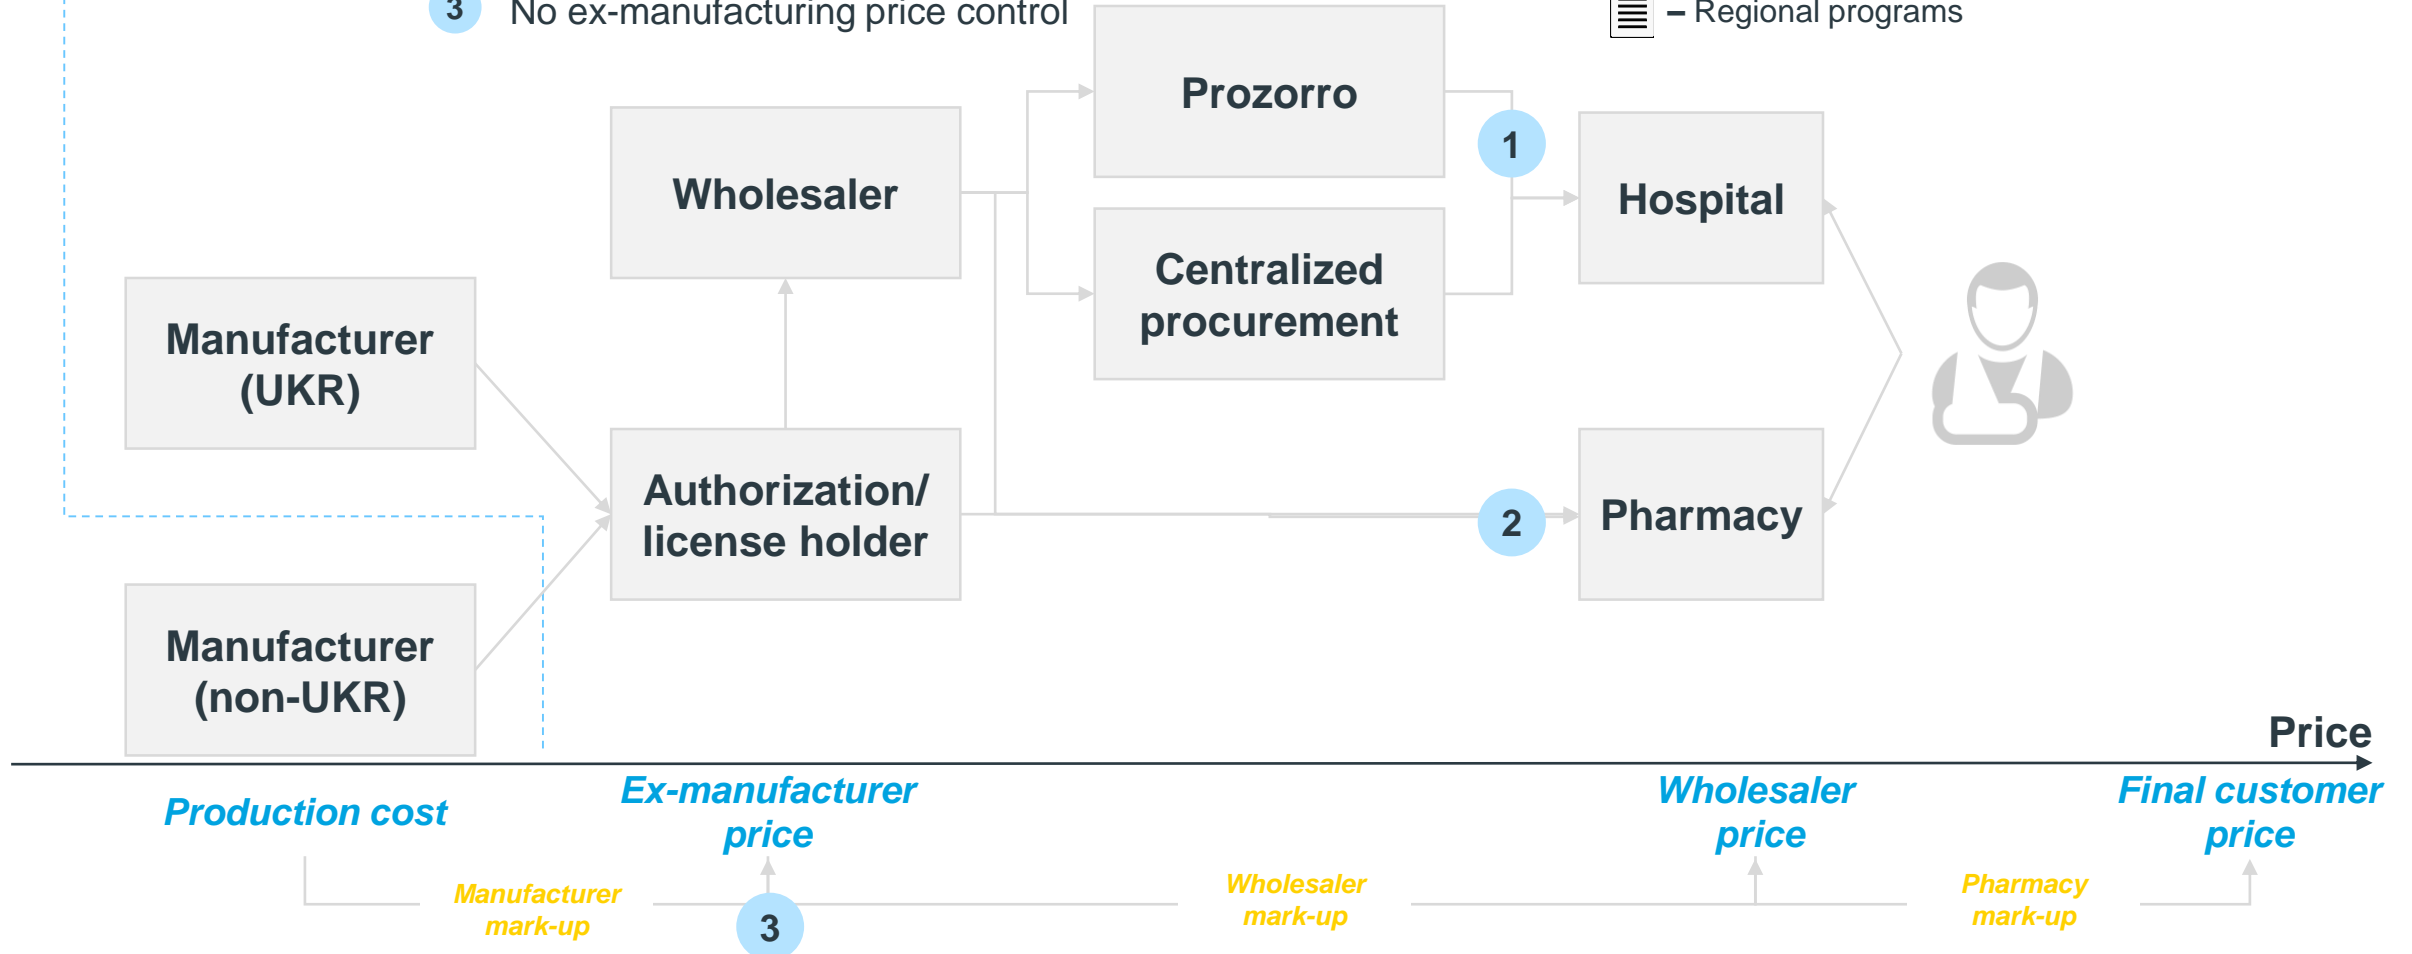 3 No ex-manufacturing price control
– Regional programs
Prozorro
1
Wholesaler
Hospital
Centralized
procurement
Manufacturer
(UKR)
Authorization/
license holder
2
Pharmacy
Manufacturer
(non-UKR)
Price
Production cost
Ex-manufacturer
price
Wholesaler
price
Final customer
price
Manufacturer
mark-up
3
Wholesaler
mark-up
Pharmacy
mark-up